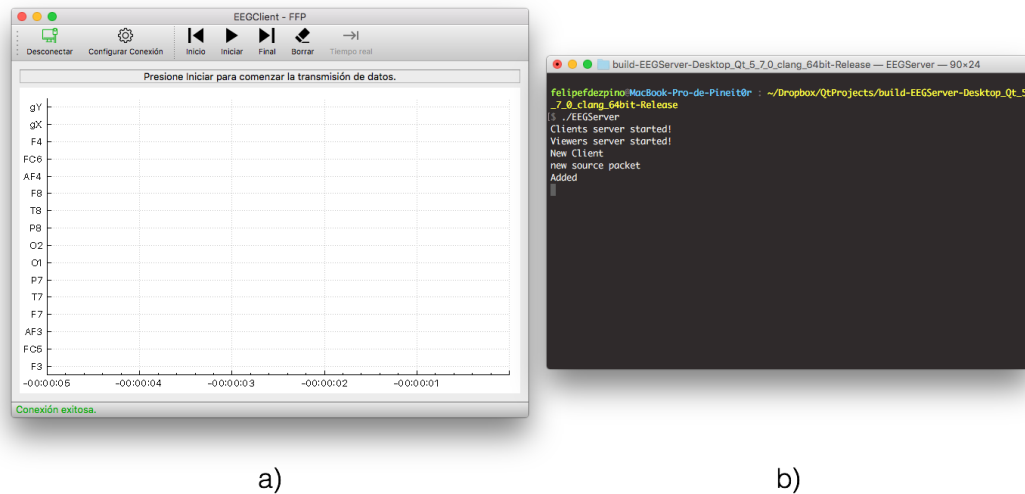 EEGClient - FFP
Desconectar Configurar Conexión Inicio Iniciar Final Borrar Tiempo real
Presione Iniciar para comenzar la transmisión de datos.
gY
gX
F4
FC6
AF4
F8
T8
P8
O2
O1
P7
T7
F7
AF3
FC5
F3
-00:00:05 -00:00:04 -00:00:03 -00:00:02 -00:00:01
Conexión exitosa.
a)
build-EEGServer-Desktop_Qt_5_7_0_clang_64bit-Release — EEGServer — 90×24
felipefdezpino@MacBook-Pro-de-Pineit0r : ~/Dropbox/QtProjects/build-EEGServer-Desktop_Qt_5
_7_0_clang_64bit-Release
[$ ./EEGServer
Clients server started!
Viewers server started!
New Client
new source packet
Added
b)